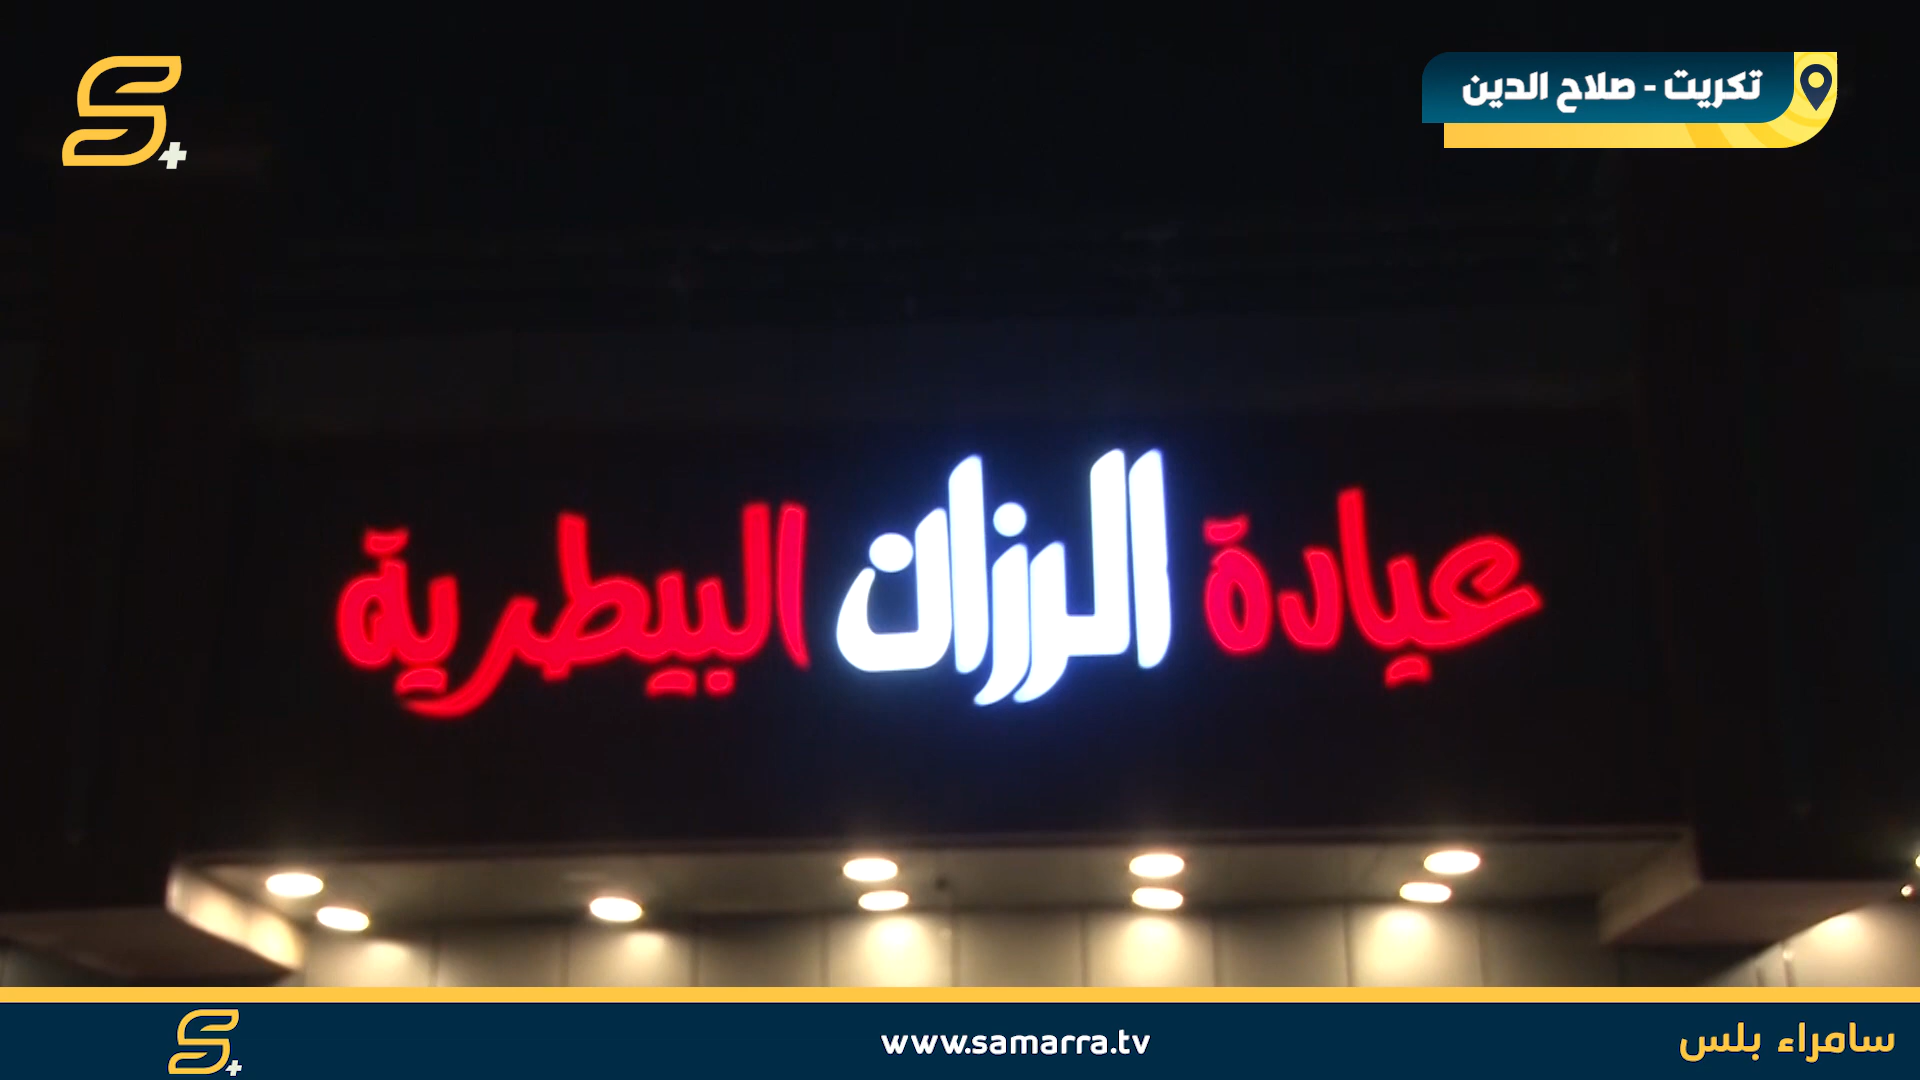 S+
تكريت - صلاح الدين
عيادة الرزان البيطرية
S+
www.samarra.tv
سامراء بلس